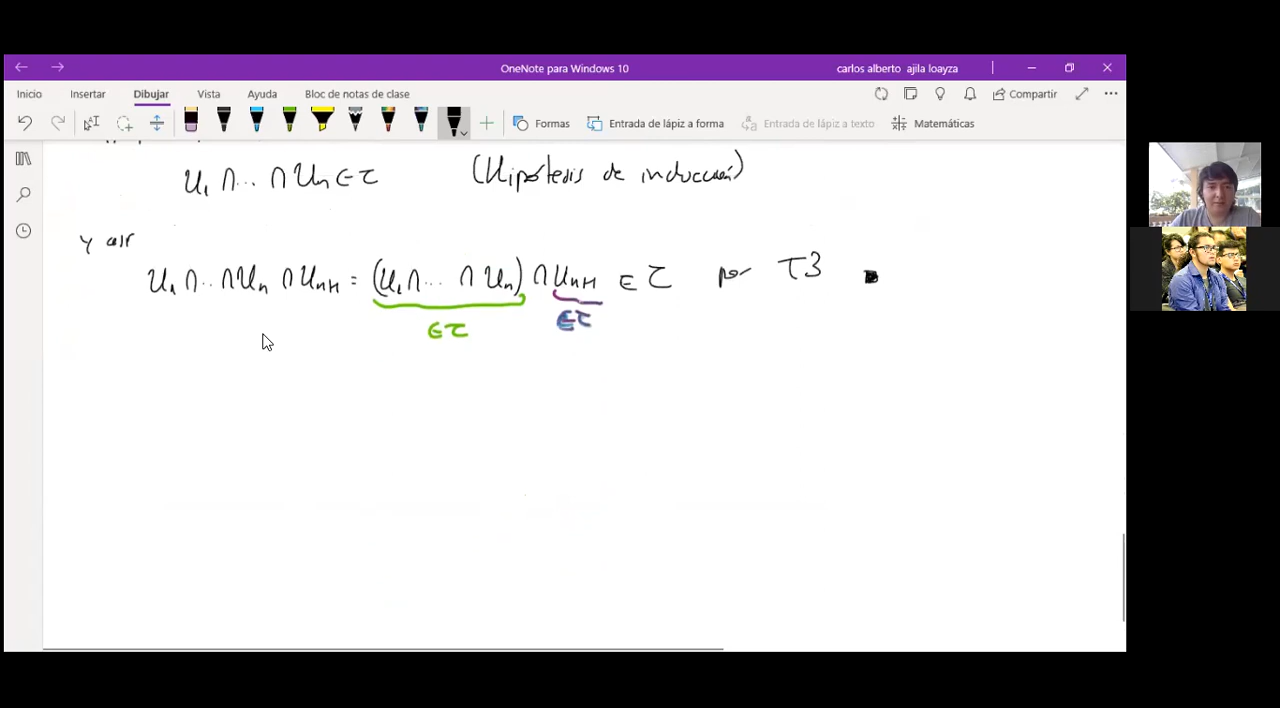 OneNote para Windows 10
carlos alberto ajila loayza
Inicio Insertar Dibujar Vista Ayuda Bloc de notas de clase
Compartir
Formas Entrada de lápiz a forma Entrada de lápiz a texto Matemáticas
U₁ ∩ … ∩ Uₙ ∈ τ (Hipótesis de inducción)
y así
U₁ ∩ … ∩ Uₙ ∩ Uₙ₊₁ = (U₁ ∩ … ∩ Uₙ) ∩ Uₙ₊₁ ∈ τ por T3 ■
∈ τ ∈ τ